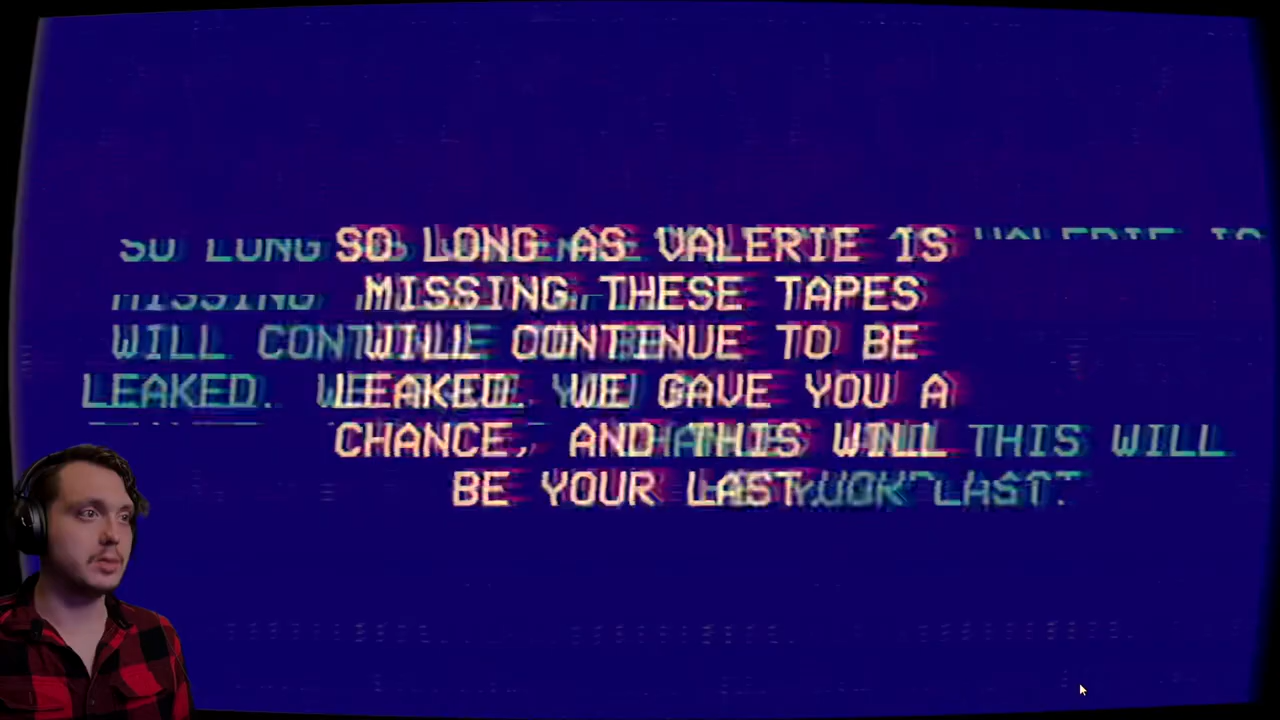 SO LONG AS VALERIE IS
MISSING THESE TAPES
WILL CONTINUE TO BE
LEAKED. WE GAVE YOU A
CHANCE, AND THIS WILL
BE YOUR LAST.